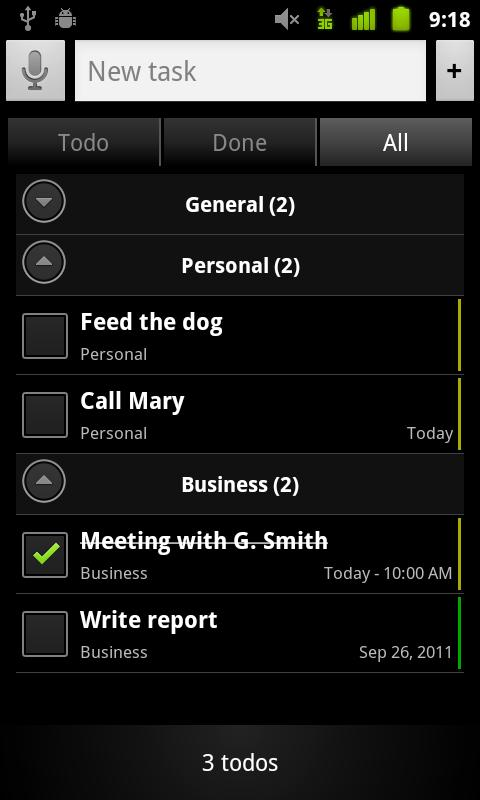 3G 9:18
New task +
Todo Done All
General (2)
Personal (2)
Feed the dog
Personal
Call Mary
Personal Today
Business (2)
Meeting with G. Smith
Business Today - 10:00 AM
Write report
Business Sep 26, 2011
3 todos